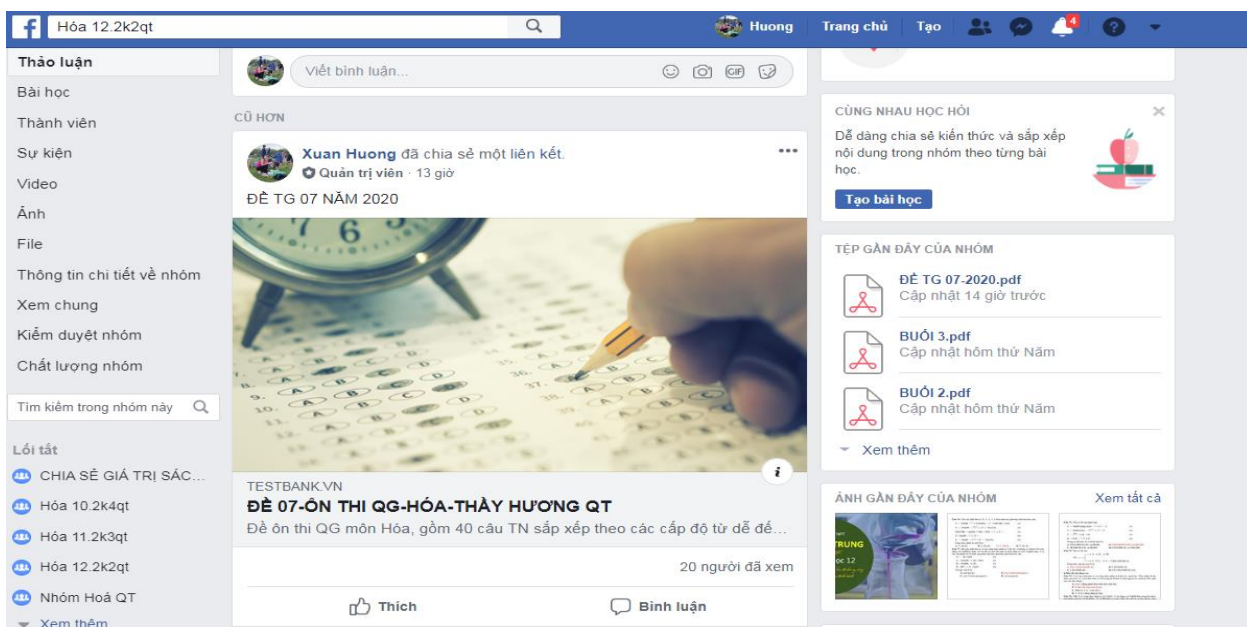 f Hóa 12.2k2qt
Huong Trang chủ Tạo 4 ?
Thảo luận
Bài học
Thành viên
Sự kiện
Video
Ảnh
File
Thông tin chi tiết về nhóm
Xem chung
Kiểm duyệt nhóm
Chất lượng nhóm
Tìm kiếm trong nhóm này
Lối tắt
CHIA SẺ GIÁ TRỊ SÁC...
Hóa 10.2k4qt
Hóa 11.2k3qt
Hóa 12.2k2qt
Nhóm Hoá QT
Xem thêm
Viết bình luận...
GIF
CŨ HƠN
Xuan Huong đã chia sẻ một liên kết.
Quản trị viên · 13 giờ
ĐỀ TG 07 NĂM 2020
TESTBANK.VN
ĐỀ 07-ÔN THI QG-HÓA-THẦY HƯƠNG QT
Đề ôn thi QG môn Hóa, gồm 40 câu TN sắp xếp theo các cấp độ từ dễ đế...
20 người đã xem
Thích Bình luận
CÙNG NHAU HỌC HỎI
Dễ dàng chia sẻ kiến thức và sắp xếp
nội dung trong nhóm theo từng bài
học.
Tạo bài học
TỆP GẦN ĐÂY CỦA NHÓM
ĐỀ TG 07-2020.pdf
Cập nhật 14 giờ trước
BUỔI 3.pdf
Cập nhật hôm thứ Năm
BUỔI 2.pdf
Cập nhật hôm thứ Năm
Xem thêm
ẢNH GẦN ĐÂY CỦA NHÓM Xem tất cả